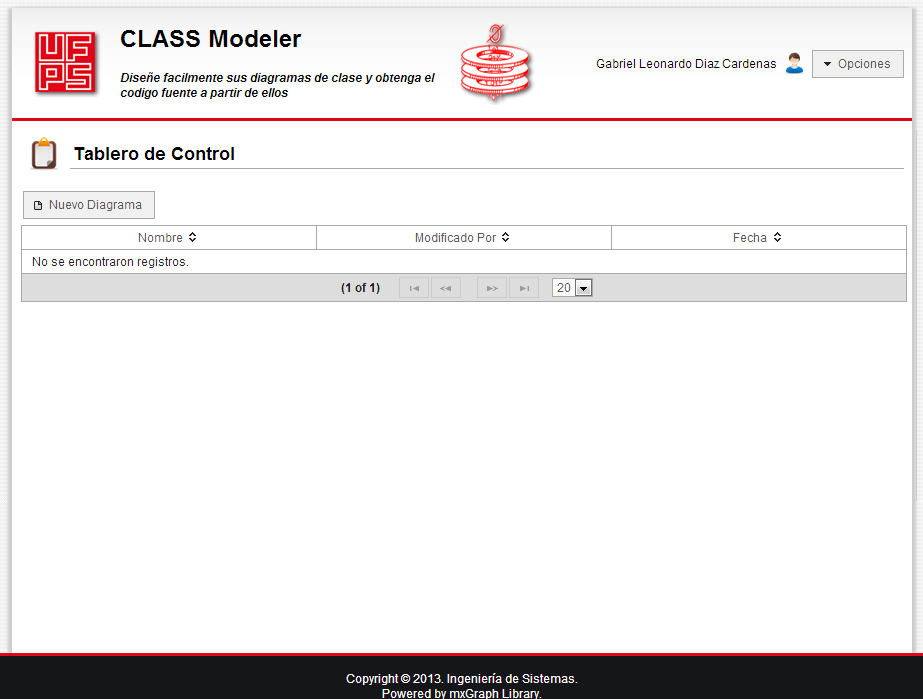 UF
PS
CLASS Modeler
Diseñe facilmente sus diagramas de clase y obtenga el
codigo fuente a partir de ellos
Gabriel Leonardo Diaz Cardenas
Opciones
Tablero de Control
Nuevo Diagrama
Nombre Modificado Por Fecha
No se encontraron registros.
(1 of 1) 20
Copyright © 2013. Ingeniería de Sistemas.
Powered by mxGraph Library.